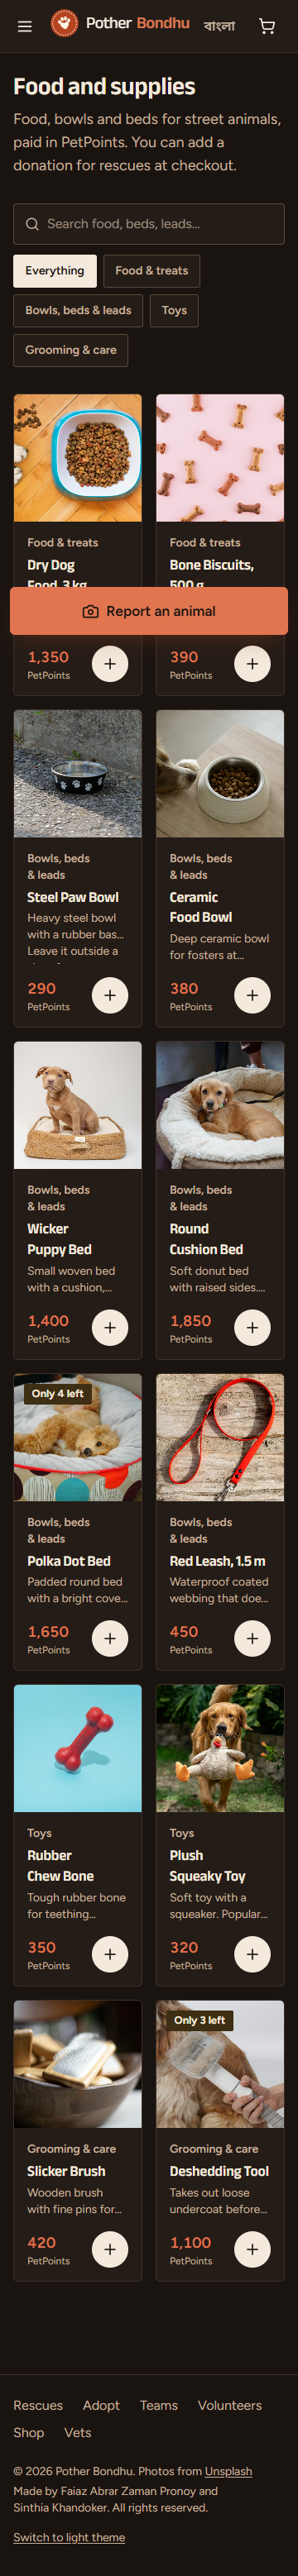 Pother Bondhu
বাংলা
Food and supplies
Food, bowls and beds for street animals,
paid in PetPoints. You can add a
donation for rescues at checkout.
Search food, beds, leads...
Everything
Food & treats
Bowls, beds & leads
Toys
Grooming & care
Food & treats
Dry Dog
Food, 3 kg
1,350
PetPoints
Food & treats
Bone Biscuits,
500 g
390
PetPoints
Report an animal
Bowls, beds
& leads
Steel Paw Bowl
Heavy steel bowl
with a rubber bas...
Leave it outside a
290
PetPoints
Bowls, beds
& leads
Ceramic
Food Bowl
Deep ceramic bowl
for fosters at...
380
PetPoints
Bowls, beds
& leads
Wicker
Puppy Bed
Small woven bed
with a cushion,...
1,400
PetPoints
Bowls, beds
& leads
Round
Cushion Bed
Soft donut bed
with raised sides....
1,850
PetPoints
Only 4 left
Bowls, beds
& leads
Polka Dot Bed
Padded round bed
with a bright cove...
1,650
PetPoints
Bowls, beds
& leads
Red Leash, 1.5 m
Waterproof coated
webbing that doe...
450
PetPoints
Toys
Rubber
Chew Bone
Tough rubber bone
for teething...
350
PetPoints
Toys
Plush
Squeaky Toy
Soft toy with a
squeaker. Popular...
320
PetPoints
Grooming & care
Slicker Brush
Wooden brush
with fine pins for...
420
PetPoints
Only 3 left
Grooming & care
Deshedding Tool
Takes out loose
undercoat before...
1,100
PetPoints
Rescues
Adopt
Teams
Volunteers
Shop
Vets
© 2026 Pother Bondhu. Photos from Unsplash
Made by Faiaz Abrar Zaman Pronoy and
Sinthia Khandoker. All rights reserved.
Switch to light theme